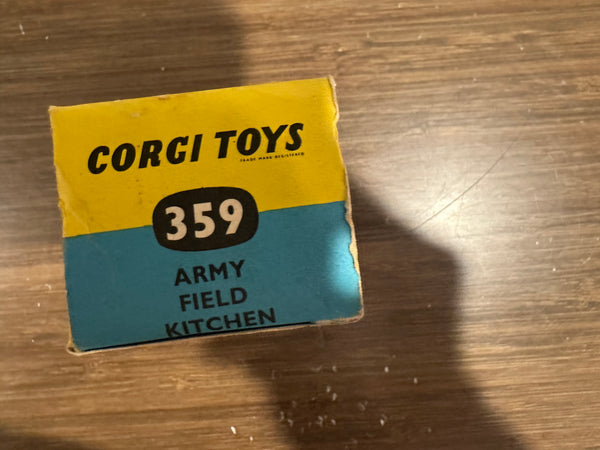 CORGI TOYS
TRADE MARK REGISTERED
359
ARMY
FIELD
KITCHEN